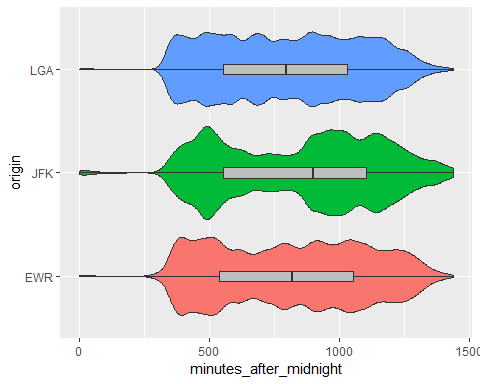 LGA
JFK
EWR
origin
0
500
1000
1500
minutes_after_midnight